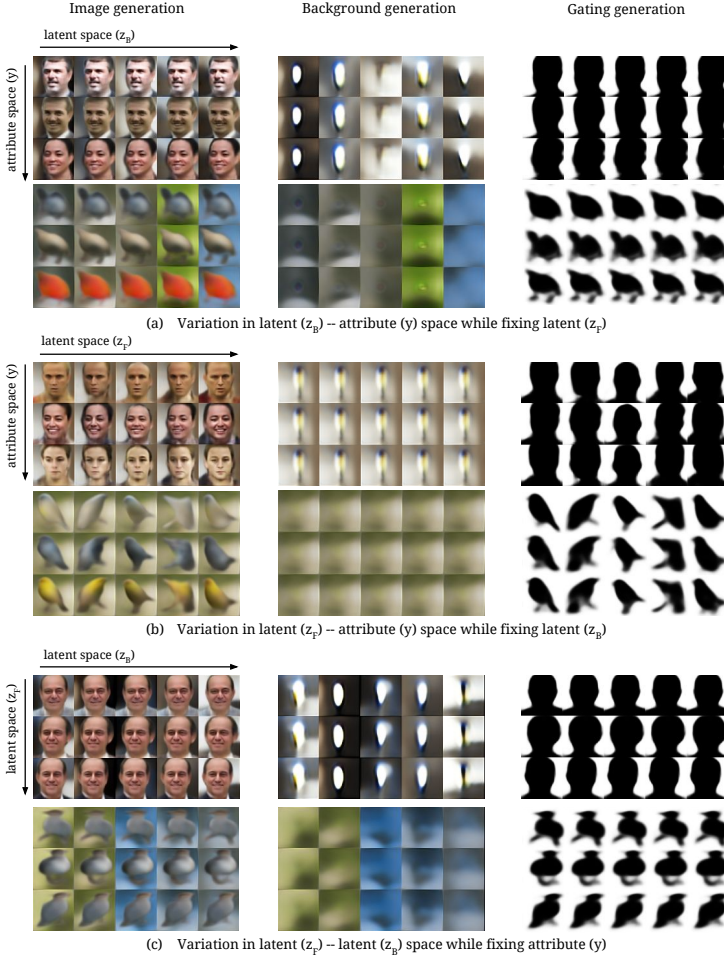 Image generation Background generation Gating generation
latent space (z_B)
attribute space (y)
(a) Variation in latent (z_B) -- attribute (y) space while fixing latent (z_F)
latent space (z_F)
attribute space (y)
(b) Variation in latent (z_F) -- attribute (y) space while fixing latent (z_B)
latent space (z_B)
latent space (z_F)
(c) Variation in latent (z_F) -- latent (z_B) space while fixing attribute (y)